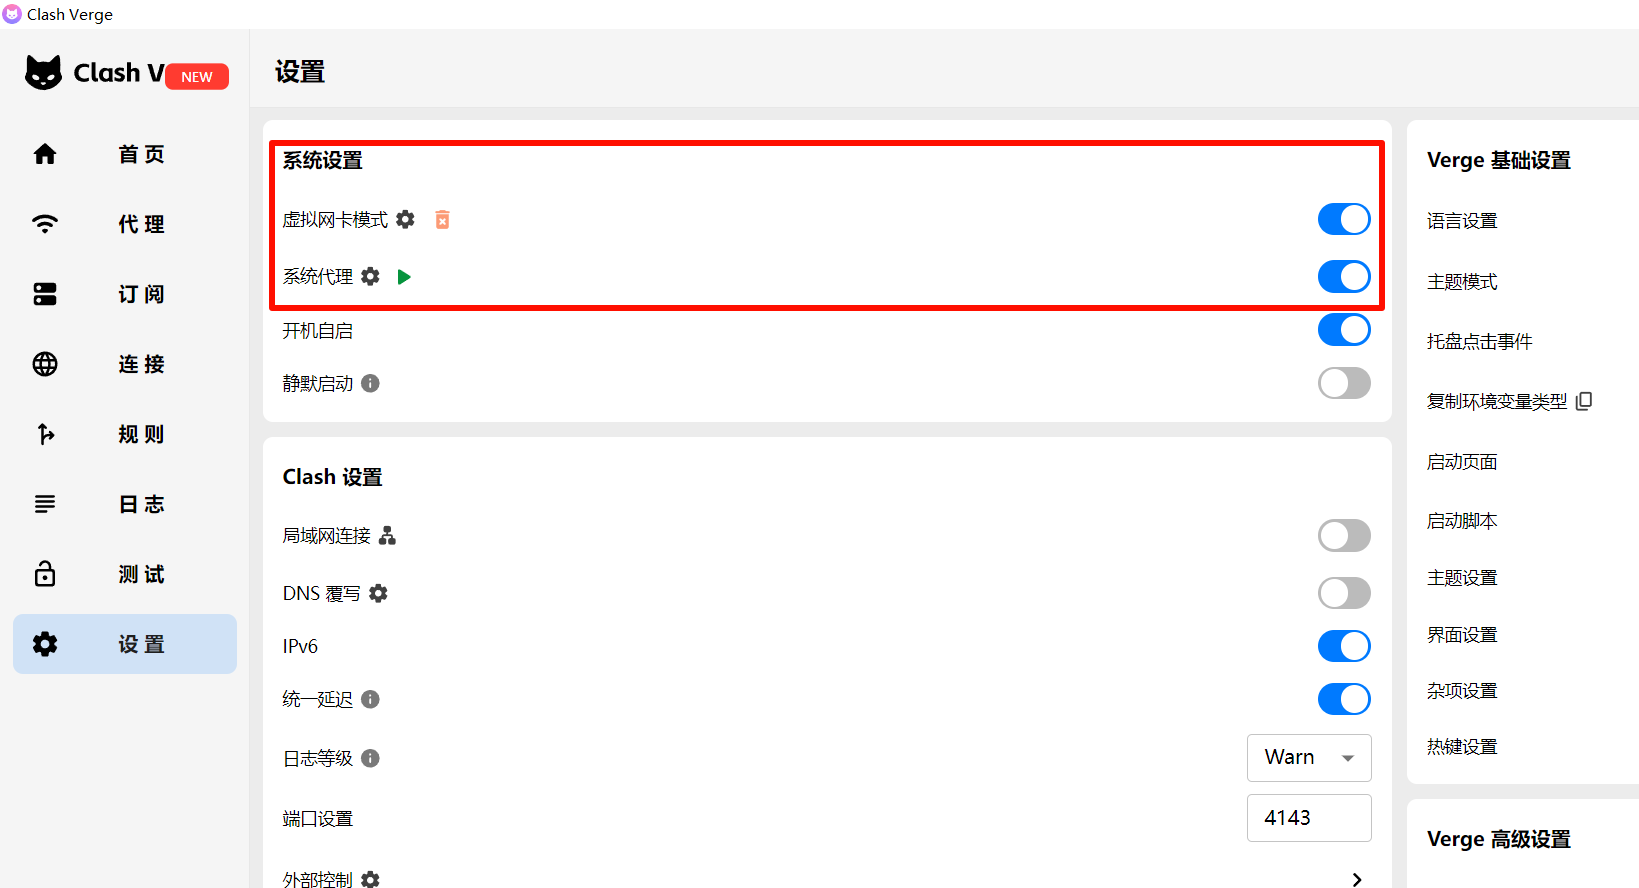 Clash Verge
Clash V
NEW
首页
代理
订阅
连接
规则
日志
测试
设置
设置
系统设置
虚拟网卡模式
系统代理
开机自启
静默启动
Clash 设置
局域网连接
DNS 覆写
IPv6
统一延迟
日志等级
Warn
端口设置
4143
外部控制
Verge 基础设置
语言设置
主题模式
托盘点击事件
复制环境变量类型
启动页面
启动脚本
主题设置
界面设置
杂项设置
热键设置
Verge 高级设置